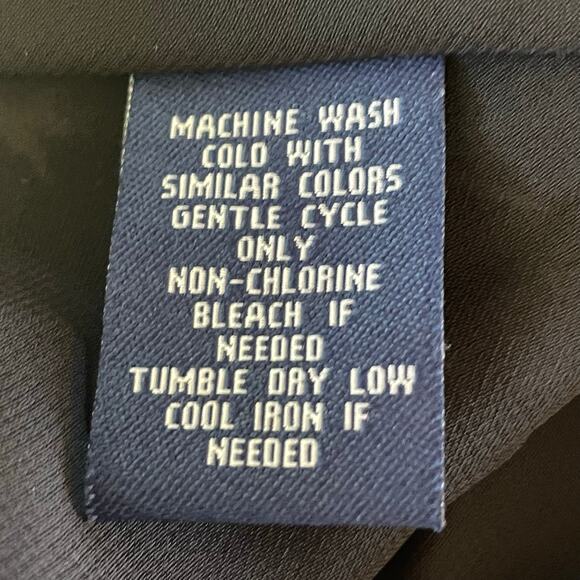 MACHINE WASH
COLD WITH
SIMILAR COLORS
GENTLE CYCLE
ONLY
NON-CHLORINE
BLEACH IF
NEEDED
TUMBLE DRY LOW
COOL IRON IF
NEEDED